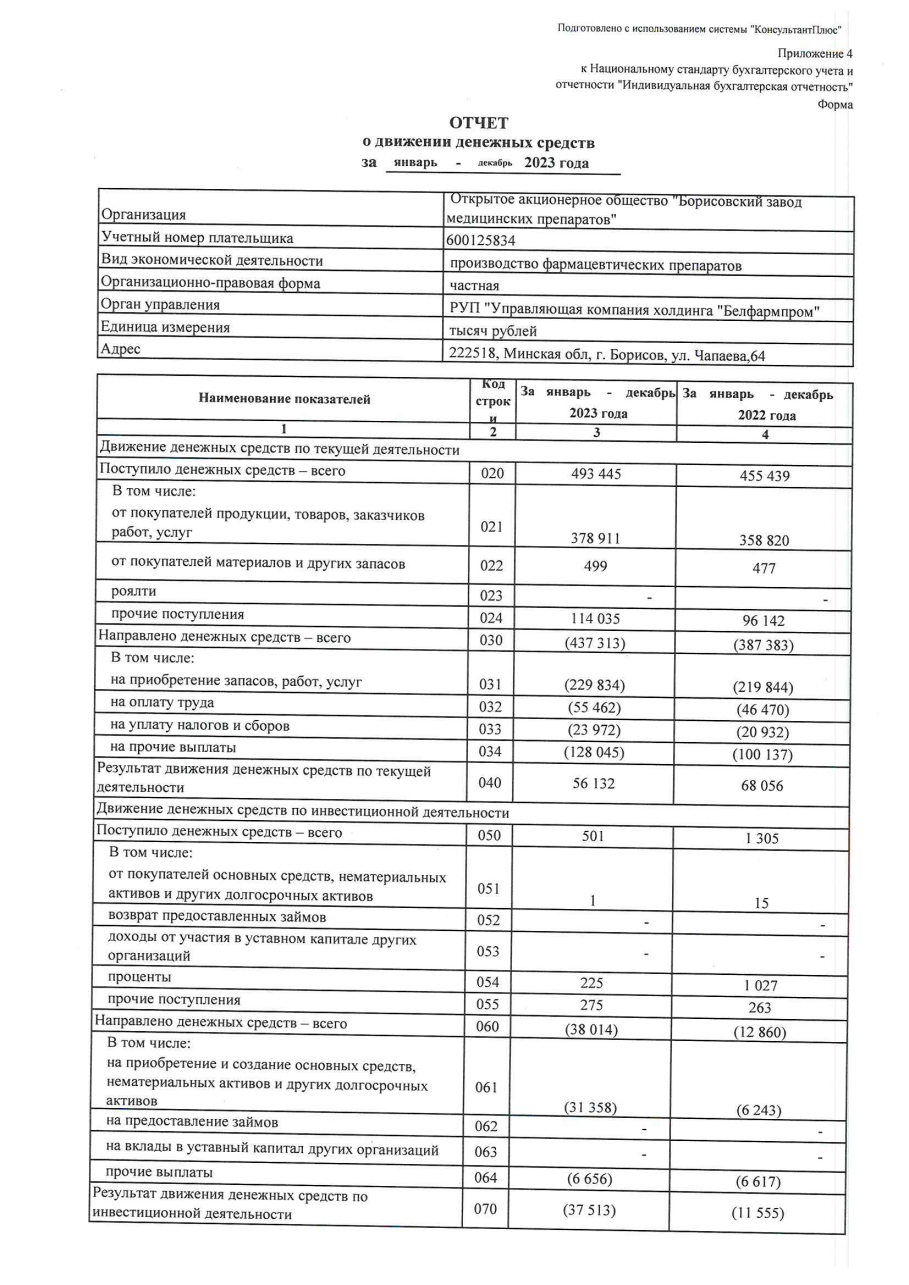 Подготовлено с использованием системы "КонсультантПлюс"
Приложение 4
к Национальному стандарту бухгалтерского учета и
отчетности "Индивидуальная бухгалтерская отчетность"
Форма
ОТЧЕТ
о движении денежных средств
за январь - декабрь 2023 года
Организация Открытое акционерное общество "Борисовский завод
медицинских препаратов"
Учетный номер плательщика 600125834
Вид экономической деятельности производство фармацевтических препаратов
Организационно-правовая форма частная
Орган управления РУП "Управляющая компания холдинга "Белфармпром"
Единица измерения тысяч рублей
Адрес 222518, Минская обл, г. Борисов, ул. Чапаева,64
Наименование показателей Код
строк
и За январь - декабрь
2023 года За январь - декабрь
2022 года
1 2 3 4
Движение денежных средств по текущей деятельности
Поступило денежных средств – всего 020 493 445 455 439
В том числе:
от покупателей продукции, товаров, заказчиков
работ, услуг 021 378 911 358 820
от покупателей материалов и других запасов 022 499 477
роялти 023 - -
прочие поступления 024 114 035 96 142
Направлено денежных средств – всего 030 (437 313) (387 383)
В том числе:
на приобретение запасов, работ, услуг 031 (229 834) (219 844)
на оплату труда 032 (55 462) (46 470)
на уплату налогов и сборов 033 (23 972) (20 932)
на прочие выплаты 034 (128 045) (100 137)
Результат движения денежных средств по текущей
деятельности 040 56 132 68 056
Движение денежных средств по инвестиционной деятельности
Поступило денежных средств – всего 050 501 1 305
В том числе:
от покупателей основных средств, нематериальных
активов и других долгосрочных активов 051 1 15
возврат предоставленных займов 052 - -
доходы от участия в уставном капитале других
организаций 053 - -
проценты 054 225 1 027
прочие поступления 055 275 263
Направлено денежных средств – всего 060 (38 014) (12 860)
В том числе:
на приобретение и создание основных средств,
нематериальных активов и других долгосрочных
активов 061 (31 358) (6 243)
на предоставление займов 062 - -
на вклады в уставный капитал других организаций 063 - -
прочие выплаты 064 (6 656) (6 617)
Результат движения денежных средств по
инвестиционной деятельности 070 (37 513) (11 555)